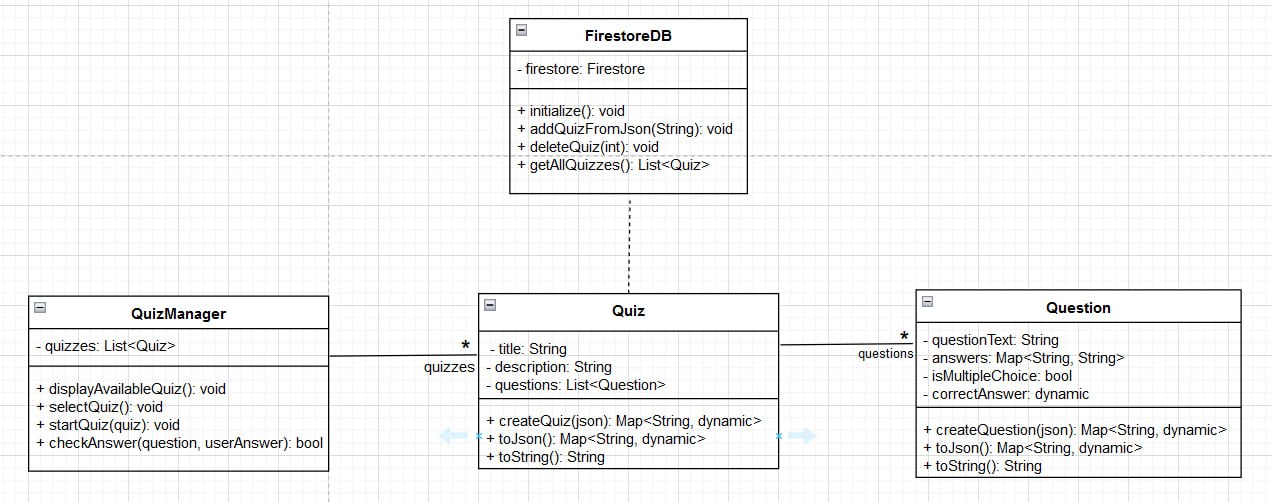 FirestoreDB
- firestore: Firestore
+ initialize(): void
+ addQuizFromJson(String): void
+ deleteQuiz(int): void
+ getAllQuizzes(): List<Quiz>
QuizManager
- quizzes: List<Quiz>
+ displayAvailableQuiz(): void
+ selectQuiz(): void
+ startQuiz(quiz): void
+ checkAnswer(question, userAnswer): bool
*
quizzes
Quiz
- title: String
- description: String
- questions: List<Question>
+ createQuiz(json): Map<String, dynamic>
+ toJson(): Map<String, dynamic>
+ toString(): String
*
questions
Question
- questionText: String
- answers: Map<String, String>
- isMultipleChoice: bool
- correctAnswer: dynamic
+ createQuestion(json): Map<String, dynamic>
+ toJson(): Map<String, dynamic>
+ toString(): String